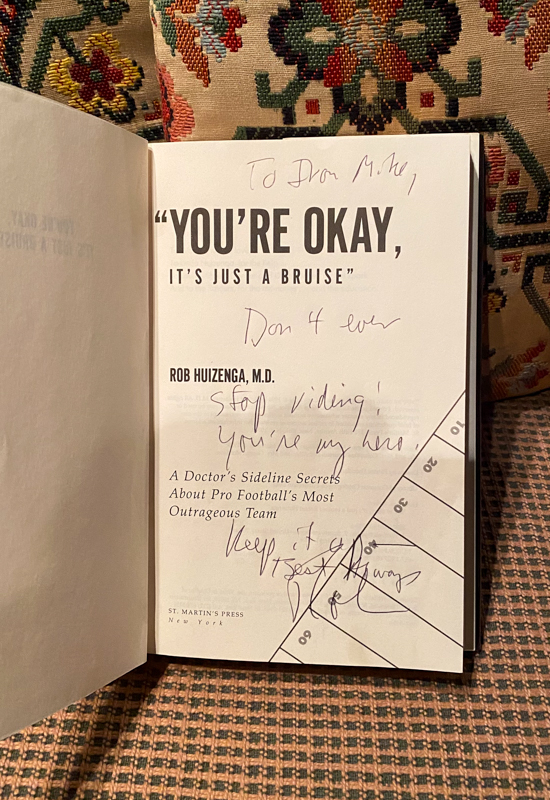 To Iron Mike,
"YOU'RE OKAY,
IT'S JUST A BRUISE"
Don't ever
ROB HUIZENGA, M.D.
stop riding!
You're my hero.
A Doctor's Sideline Secrets
About Pro Football's Most
Outrageous Team
Keep it up
Best Always
ST. MARTIN'S PRESS
New York
10
20
30
40
50
60